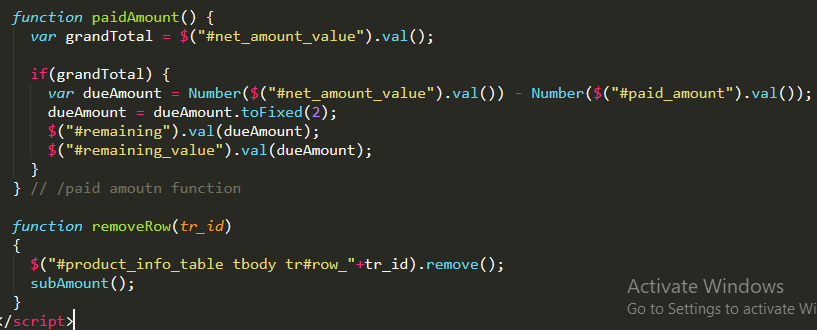 function paidAmount() {
var grandTotal = $("#net_amount_value").val();
if(grandTotal) {
var dueAmount = Number($("#net_amount_value").val()) - Number($("#paid_amount").val());
dueAmount = dueAmount.toFixed(2);
$("#remaining").val(dueAmount);
$("#remaining_value").val(dueAmount);
}
} // /paid amoutn function
function removeRow(tr_id)
{
$("#product_info_table tbody tr#row_"+tr_id).remove();
subAmount();
}
</script>
Activate Windows
Go to Settings to activate Wi